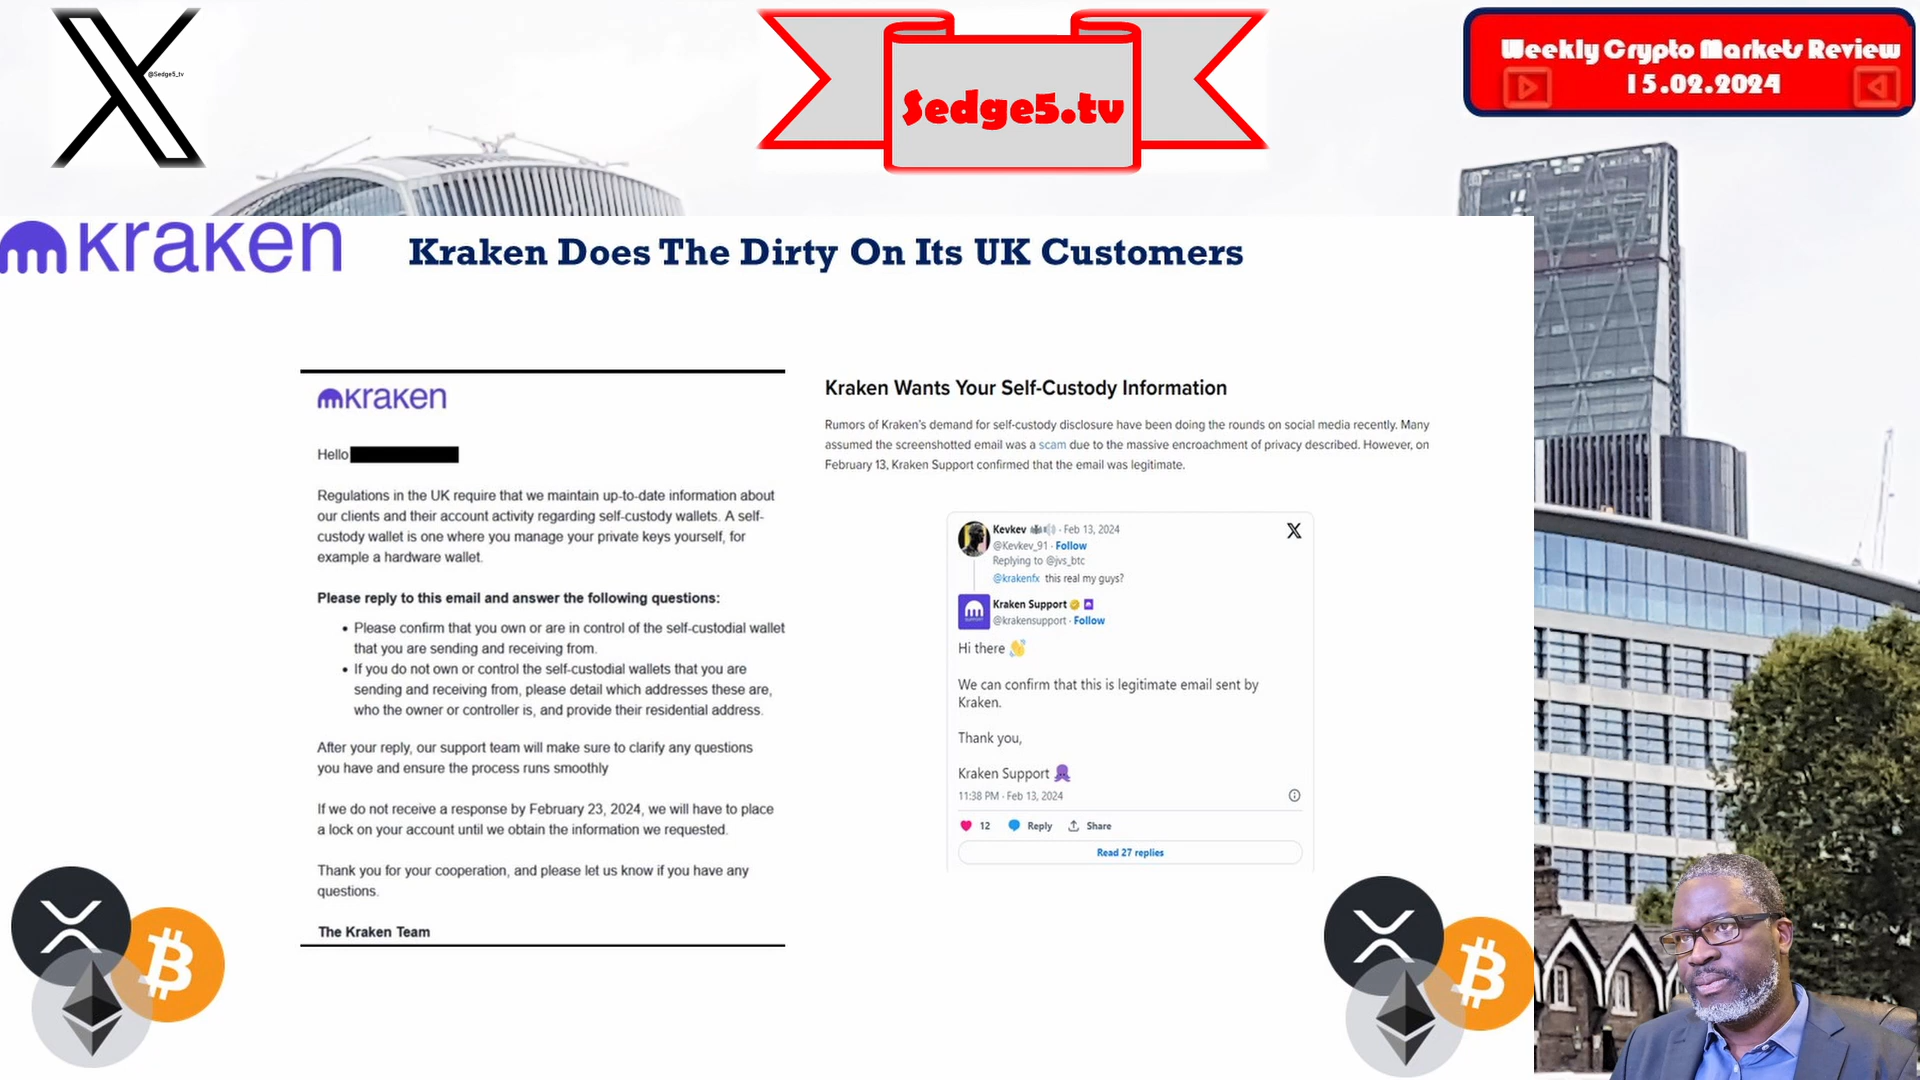 @Sedge5_tv
Sedge5.tv
Weekly Crypto Markets Review
15.02.2024
kraken
Kraken Does The Dirty On Its UK Customers
kraken
Hello
Regulations in the UK require that we maintain up-to-date information about
our clients and their account activity regarding self-custody wallets. A self-
custody wallet is one where you manage your private keys yourself, for
example a hardware wallet.
Please reply to this email and answer the following questions:
• Please confirm that you own or are in control of the self-custodial wallet
that you are sending and receiving from.
• If you do not own or control the self-custodial wallets that you are
sending and receiving from, please detail which addresses these are,
who the owner or controller is, and provide their residential address.
After your reply, our support team will make sure to clarify any questions
you have and ensure the process runs smoothly
If we do not receive a response by February 23, 2024, we will have to place
a lock on your account until we obtain the information we requested.
Thank you for your cooperation, and please let us know if you have any
questions.
The Kraken Team
Kraken Wants Your Self-Custody Information
Rumors of Kraken's demand for self-custody disclosure have been doing the rounds on social media recently. Many
assumed the screenshotted email was a scam due to the massive encroachment of privacy described. However, on
February 13, Kraken Support confirmed that the email was legitimate.
Kevkev · Feb 13, 2024
@Kevkev_91 · Follow
Replying to @jvs_btc
@krakenfx this real my guys?
Kraken Support
@krakensupport · Follow
Hi there 👋
We can confirm that this is legitimate email sent by
Kraken.
Thank you,
Kraken Support 🐙
11:38 PM · Feb 13, 2024
12 Reply Share
Read 27 replies